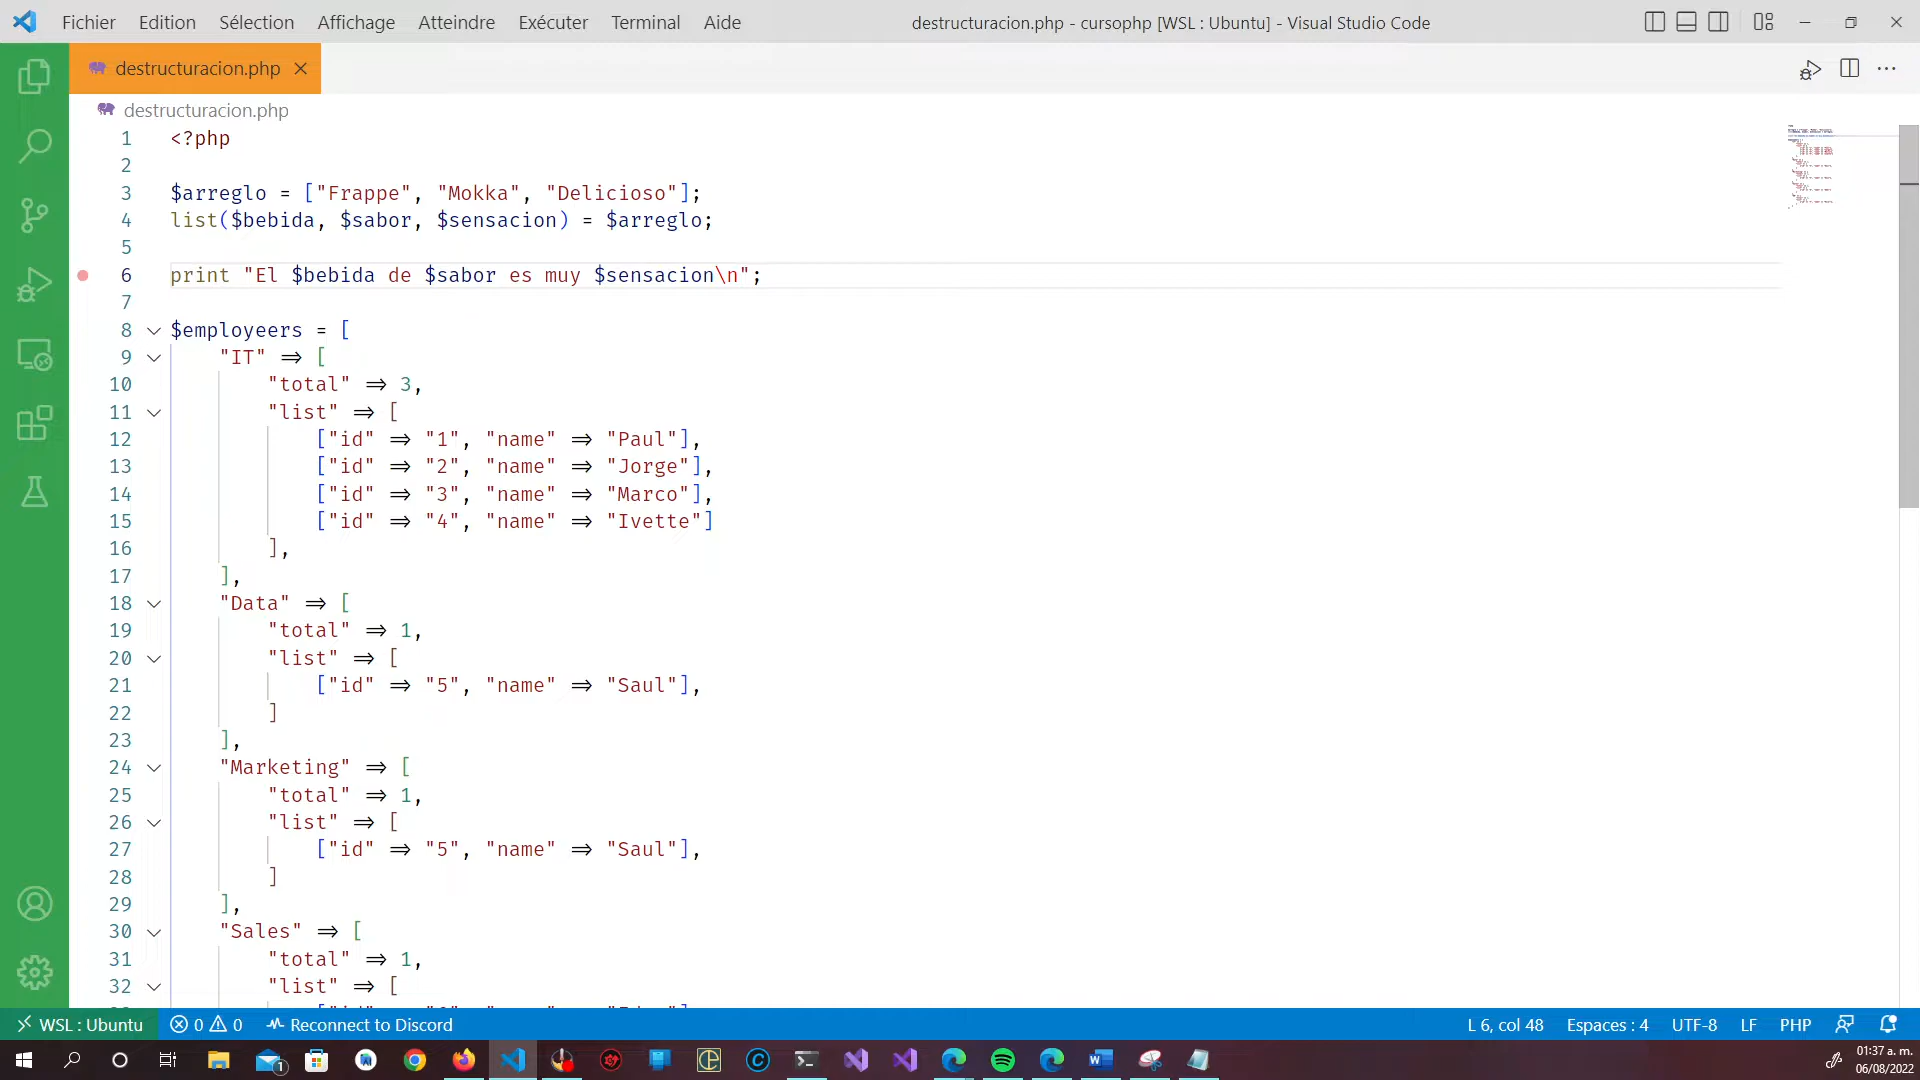 Fichier Edition Sélection Affichage Atteindre Exécuter Terminal Aide
destructuracion.php - cursophp [WSL : Ubuntu] - Visual Studio Code
destructuracion.php
destructuracion.php
1 <?php
2
3 $arreglo = ["Frappe", "Mokka", "Delicioso"];
4 list($bebida, $sabor, $sensacion) = $arreglo;
5
6 print "El $bebida de $sabor es muy $sensacion\n";
7
8 $employeers = [
9 "IT" => [
10 "total" => 3,
11 "list" => [
12 ["id" => "1", "name" => "Paul"],
13 ["id" => "2", "name" => "Jorge"],
14 ["id" => "3", "name" => "Marco"],
15 ["id" => "4", "name" => "Ivette"]
16 ],
17 ],
18 "Data" => [
19 "total" => 1,
20 "list" => [
21 ["id" => "5", "name" => "Saul"],
22 ]
23 ],
24 "Marketing" => [
25 "total" => 1,
26 "list" => [
27 ["id" => "5", "name" => "Saul"],
28 ]
29 ],
30 "Sales" => [
31 "total" => 1,
32 "list" => [
WSL : Ubuntu 0 0 Reconnect to Discord
L 6, col 48 Espaces : 4 UTF-8 LF PHP
01:37 a. m.
06/08/2022